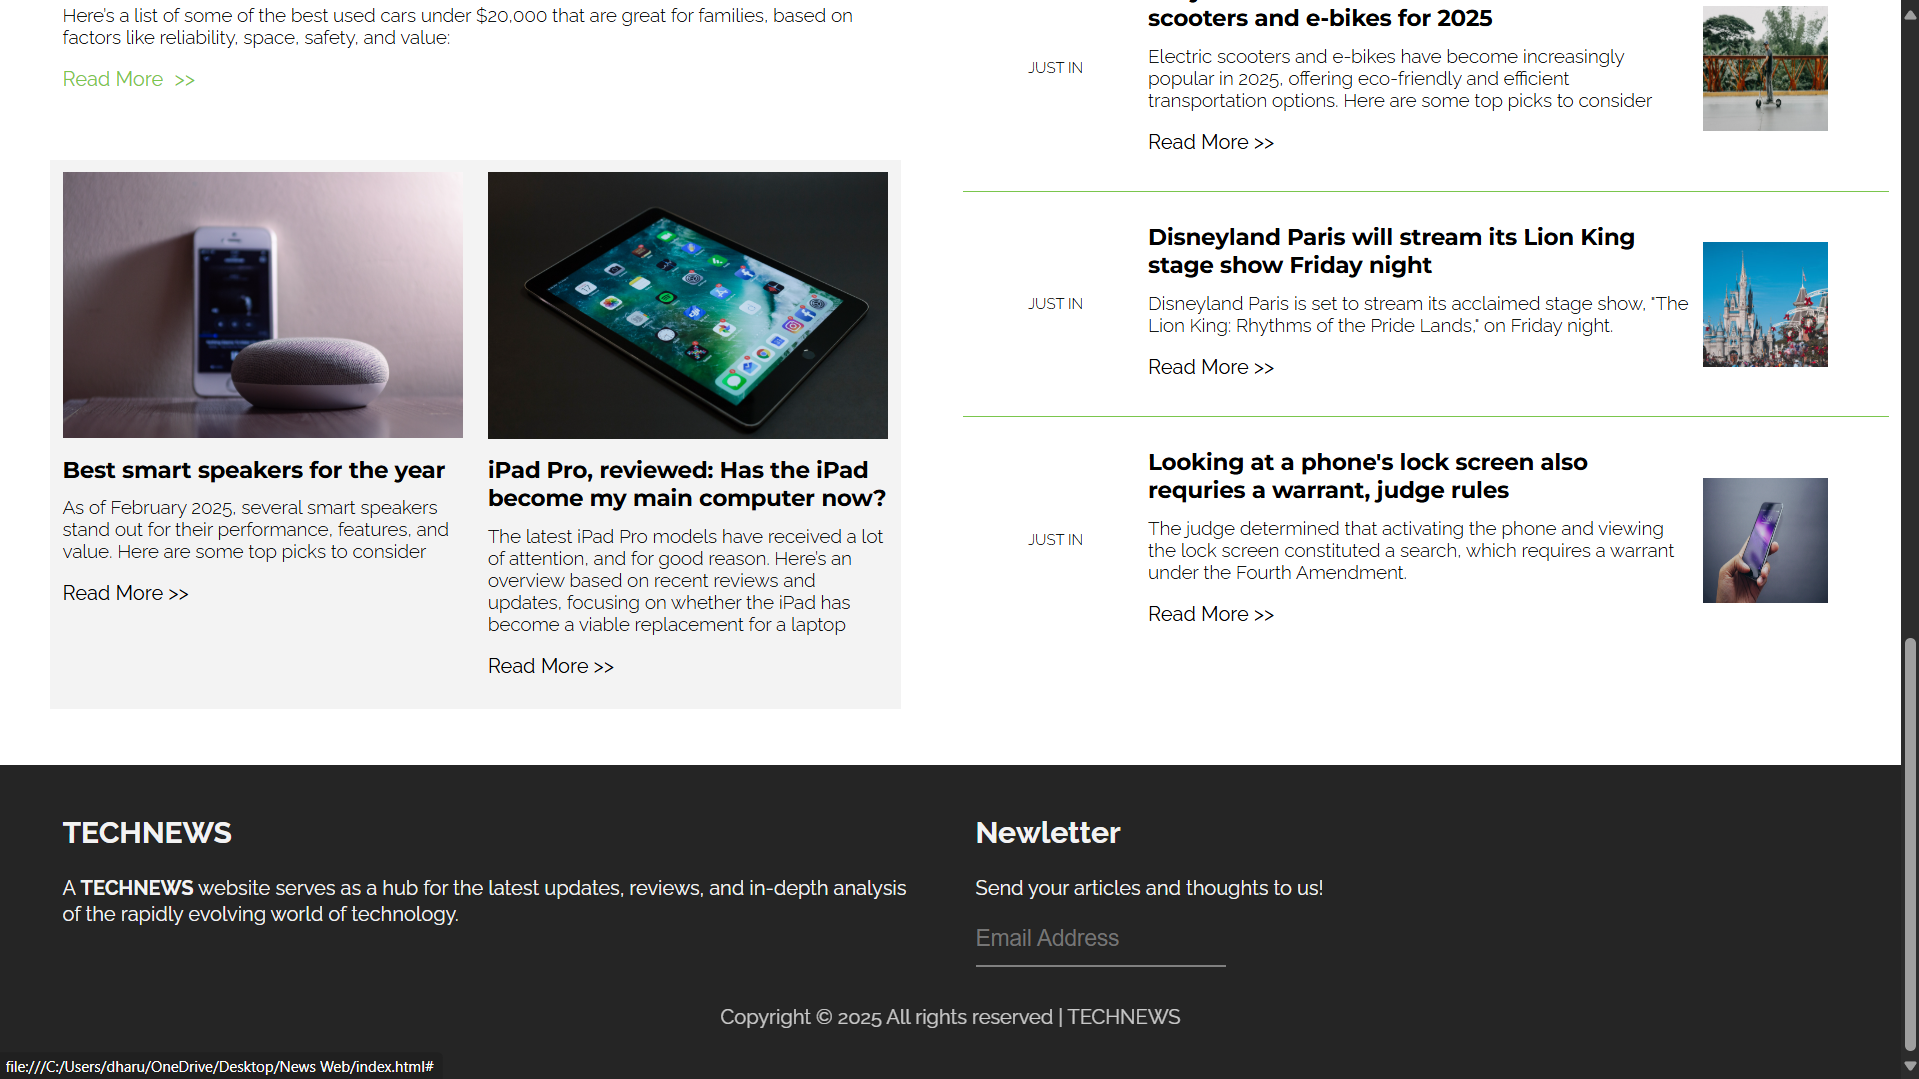 Here's a list of some of the best used cars under $20,000 that are great for families, based on
factors like reliability, space, safety, and value:
Read More >>
Best smart speakers for the year
As of February 2025, several smart speakers
stand out for their performance, features, and
value. Here are some top picks to consider
Read More >>
iPad Pro, reviewed: Has the iPad
become my main computer now?
The latest iPad Pro models have received a lot
of attention, and for good reason. Here's an
overview based on recent reviews and
updates, focusing on whether the iPad has
become a viable replacement for a laptop
Read More >>
scooters and e-bikes for 2025
JUST IN
Electric scooters and e-bikes have become increasingly
popular in 2025, offering eco-friendly and efficient
transportation options. Here are some top picks to consider
Read More >>
Disneyland Paris will stream its Lion King
stage show Friday night
JUST IN
Disneyland Paris is set to stream its acclaimed stage show, "The
Lion King: Rhythms of the Pride Lands," on Friday night.
Read More >>
Looking at a phone's lock screen also
requries a warrant, judge rules
JUST IN
The judge determined that activating the phone and viewing
the lock screen constituted a search, which requires a warrant
under the Fourth Amendment.
Read More >>
TECHNEWS
A TECHNEWS website serves as a hub for the latest updates, reviews, and in-depth analysis
of the rapidly evolving world of technology.
Newletter
Send your articles and thoughts to us!
Email Address
Copyright © 2025 All rights reserved | TECHNEWS
file:///C:/Users/dharu/OneDrive/Desktop/News Web/index.html#